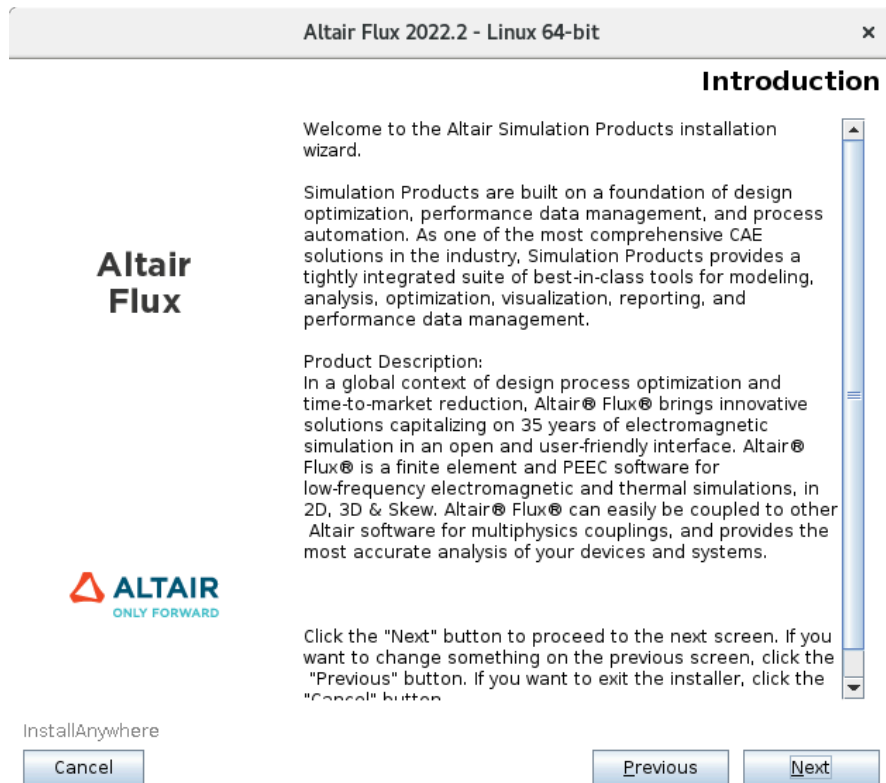 Altair Flux 2022.2 - Linux 64-bit
×
Introduction
Altair
Flux
ALTAIR
ONLY FORWARD
Welcome to the Altair Simulation Products installation
wizard.
Simulation Products are built on a foundation of design
optimization, performance data management, and process
automation. As one of the most comprehensive CAE
solutions in the industry, Simulation Products provides a
tightly integrated suite of best-in-class tools for modeling,
analysis, optimization, visualization, reporting, and
performance data management.
Product Description:
In a global context of design process optimization and
time-to-market reduction, Altair® Flux® brings innovative
solutions capitalizing on 35 years of electromagnetic
simulation in an open and user-friendly interface. Altair®
Flux® is a finite element and PEEC software for
low-frequency electromagnetic and thermal simulations, in
2D, 3D & Skew. Altair® Flux® can easily be coupled to other
Altair software for multiphysics couplings, and provides the
most accurate analysis of your devices and systems.
Click the "Next" button to proceed to the next screen. If you
want to change something on the previous screen, click the
"Previous" button. If you want to exit the installer, click the
"Cancel" button
InstallAnywhere
Cancel
Previous
Next